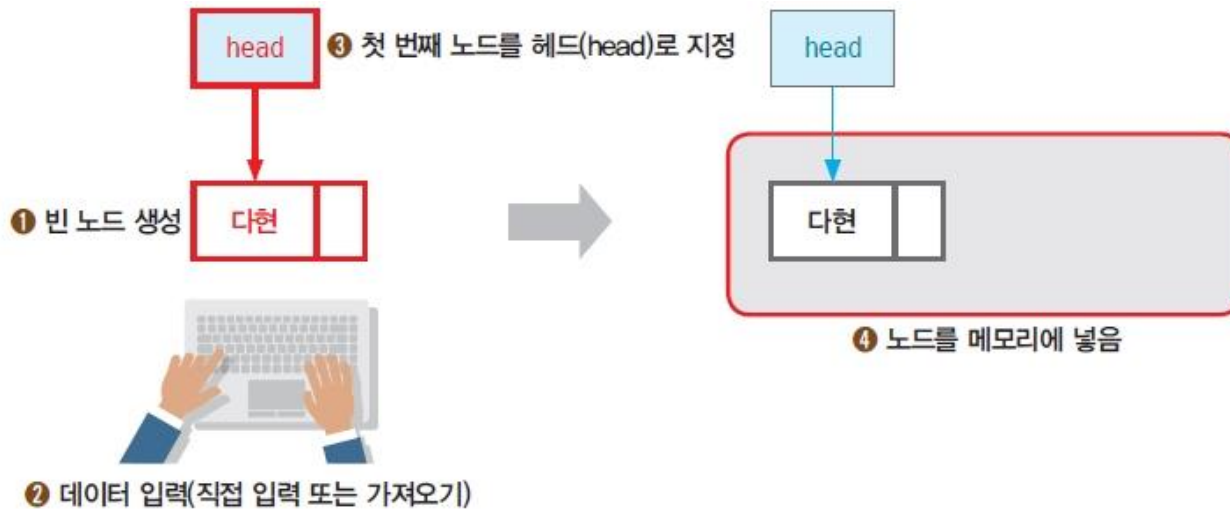 head
❸ 첫 번째 노드를 헤드(head)로 지정
head
❶ 빈 노드 생성
다현
다현
❹ 노드를 메모리에 넣음
❷ 데이터 입력(직접 입력 또는 가져오기)